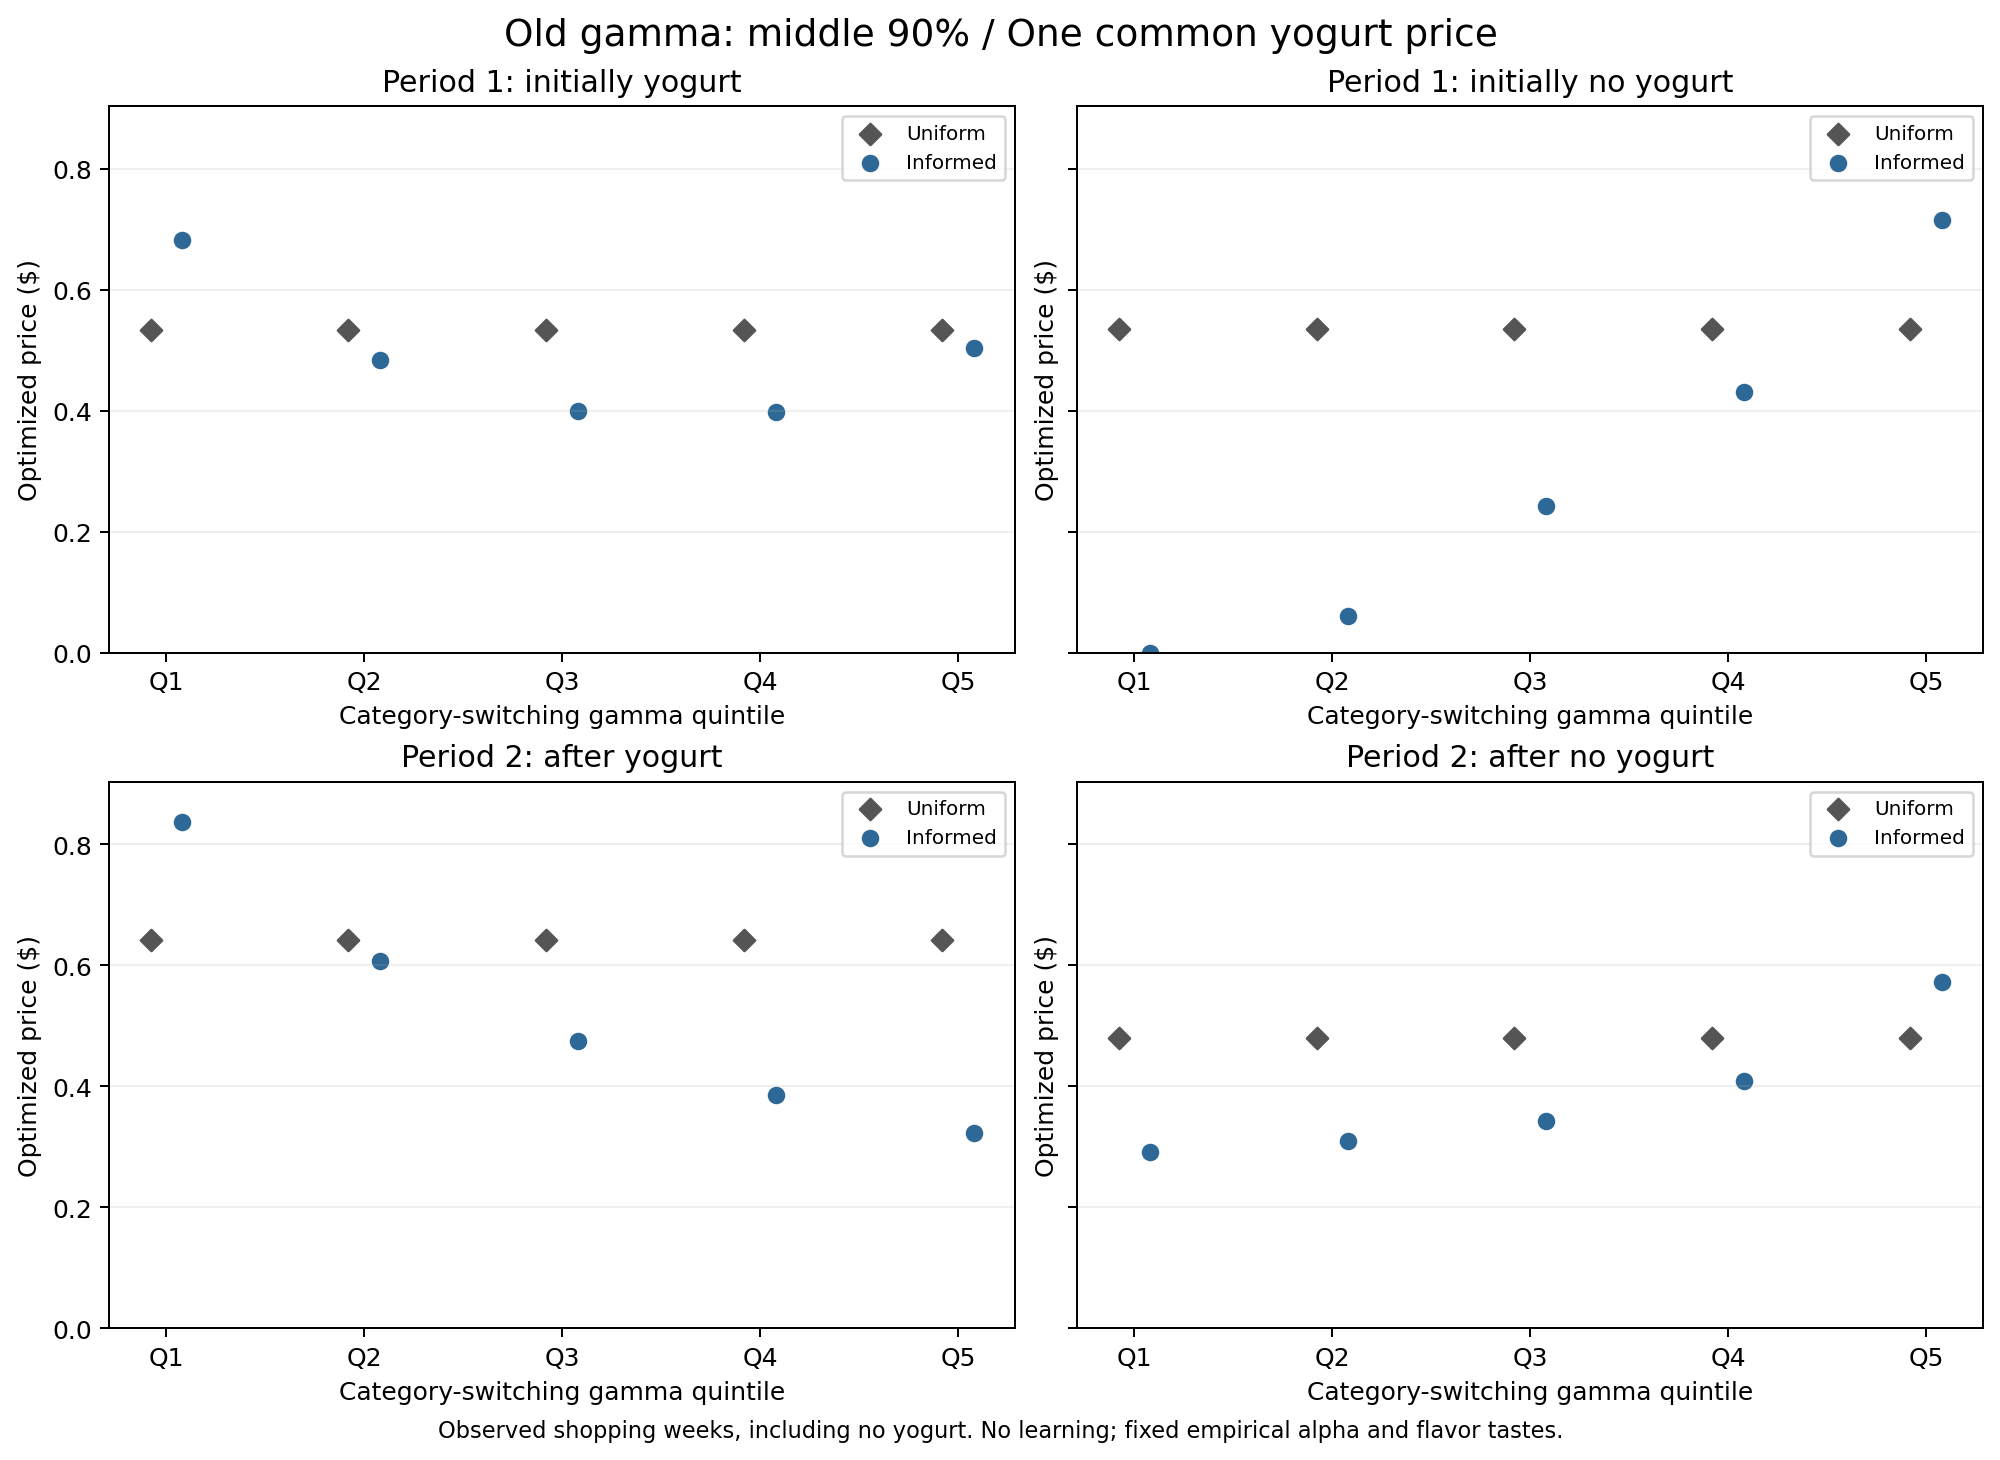 Old gamma: middle 90% / One common yogurt price
Period 1: initially yogurt
Optimized price ($)
0.8
0.6
0.4
0.2
0.0
Uniform
Informed
Q1 Q2 Q3 Q4 Q5
Category-switching gamma quintile
Period 1: initially no yogurt
Optimized price ($)
Uniform
Informed
Q1 Q2 Q3 Q4 Q5
Category-switching gamma quintile
Period 2: after yogurt
Optimized price ($)
0.8
0.6
0.4
0.2
0.0
Uniform
Informed
Q1 Q2 Q3 Q4 Q5
Category-switching gamma quintile
Period 2: after no yogurt
Optimized price ($)
Uniform
Informed
Q1 Q2 Q3 Q4 Q5
Category-switching gamma quintile
Observed shopping weeks, including no yogurt. No learning; fixed empirical alpha and flavor tastes.